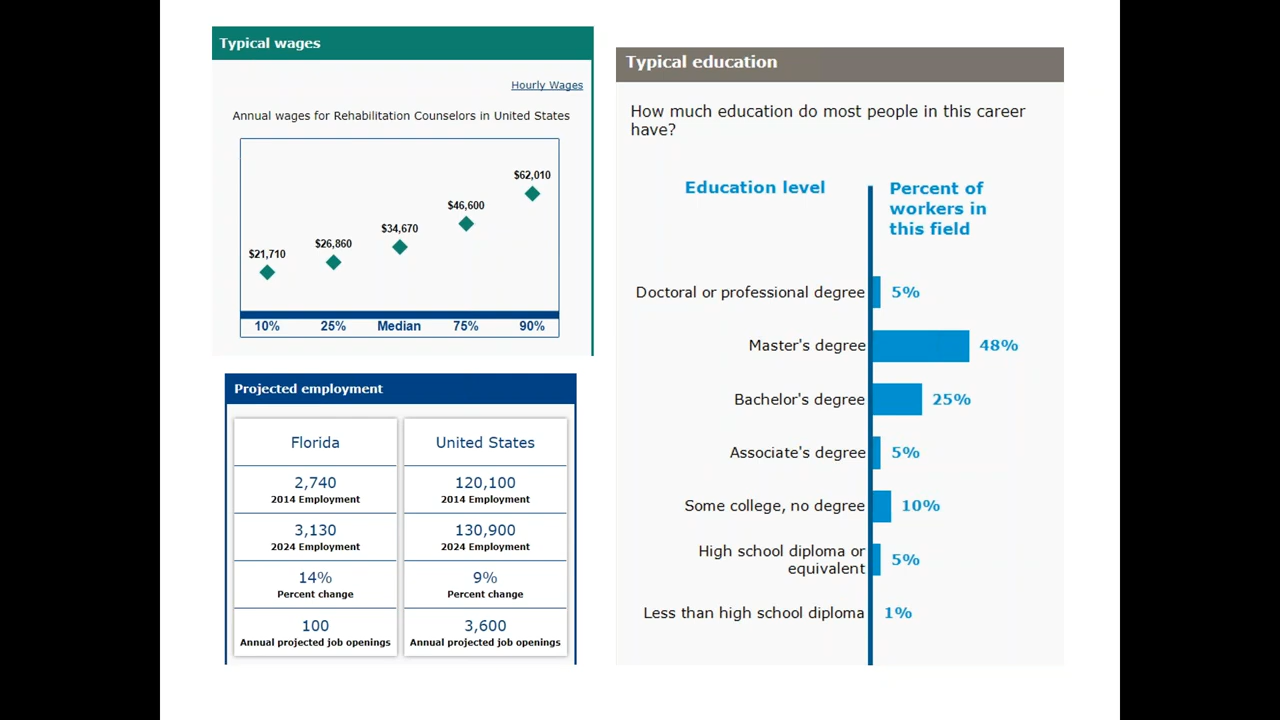 Typical wages
Hourly Wages
Annual wages for Rehabilitation Counselors in United States
$21,710
$26,860
$34,670
$46,600
$62,010
10%
25%
Median
75%
90%
Projected employment
Florida
2,740
2014 Employment
3,130
2024 Employment
14%
Percent change
100
Annual projected job openings
United States
120,100
2014 Employment
130,900
2024 Employment
9%
Percent change
3,600
Annual projected job openings
Typical education
How much education do most people in this career
have?
Education level
Percent of
workers in
this field
Doctoral or professional degree
5%
Master's degree
48%
Bachelor's degree
25%
Associate's degree
5%
Some college, no degree
10%
High school diploma or
equivalent
5%
Less than high school diploma
1%